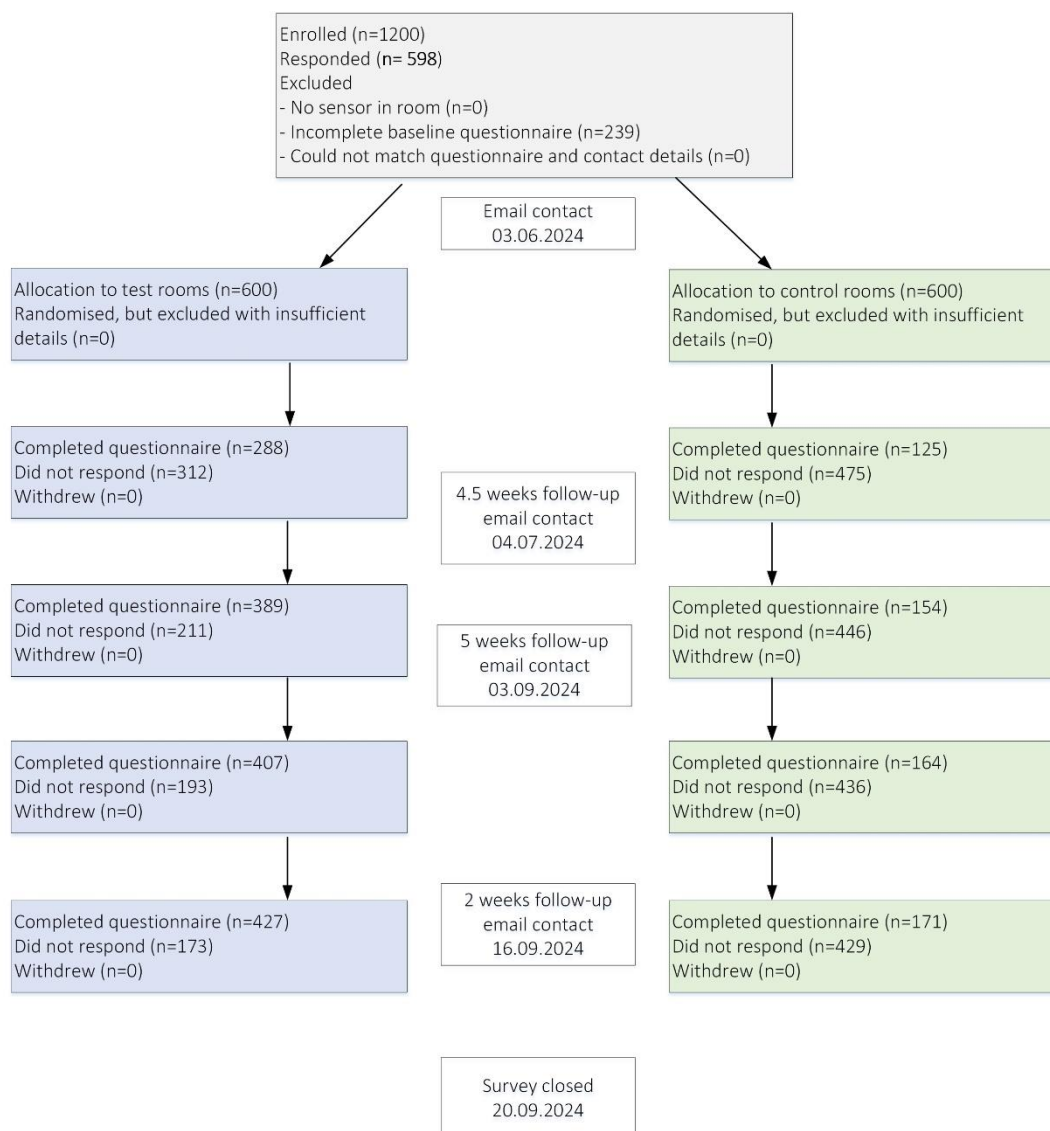 Enrolled (n=1200)
Responded (n= 598)
Excluded
- No sensor in room (n=0)
- Incomplete baseline questionnaire (n=239)
- Could not match questionnaire and contact details (n=0)
Email contact
03.06.2024
Allocation to test rooms (n=600)
Randomised, but excluded with insufficient
details (n=0)
Allocation to control rooms (n=600)
Randomised, but excluded with insufficient
details (n=0)
Completed questionnaire (n=288)
Did not respond (n=312)
Withdrew (n=0)
Completed questionnaire (n=125)
Did not respond (n=475)
Withdrew (n=0)
4.5 weeks follow-up
email contact
04.07.2024
Completed questionnaire (n=389)
Did not respond (n=211)
Withdrew (n=0)
Completed questionnaire (n=154)
Did not respond (n=446)
Withdrew (n=0)
5 weeks follow-up
email contact
03.09.2024
Completed questionnaire (n=407)
Did not respond (n=193)
Withdrew (n=0)
Completed questionnaire (n=164)
Did not respond (n=436)
Withdrew (n=0)
2 weeks follow-up
email contact
16.09.2024
Completed questionnaire (n=427)
Did not respond (n=173)
Withdrew (n=0)
Completed questionnaire (n=171)
Did not respond (n=429)
Withdrew (n=0)
Survey closed
20.09.2024